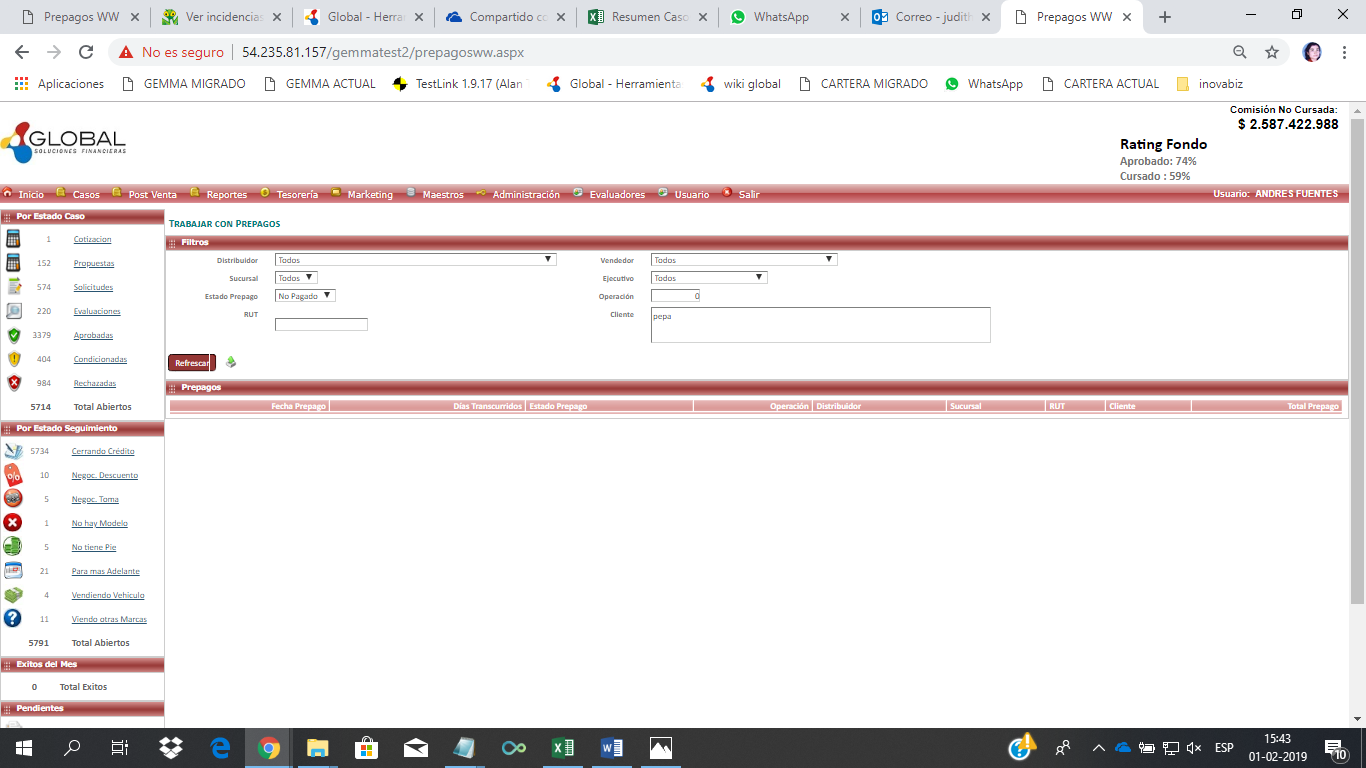 Prepagos WW
Ver incidencias
Global - Herra
Compartido co
Resumen Caso
WhatsApp
Correo - judith
Prepagos WW
No es seguro
54.235.81.157/gemmatest2/prepagosww.aspx
Aplicaciones
GEMMA MIGRADO
GEMMA ACTUAL
TestLink 1.9.17 (Alan
Global - Herramienta
wiki global
CARTERA MIGRADO
WhatsApp
CARTERA ACTUAL
inovabiz
GLOBAL
SOLUCIONES FINANCIERAS
Comisión No Cursada:
$ 2.587.422.988
Rating Fondo
Aprobado: 74%
Cursado : 59%
Inicio Casos Post Venta Reportes Tesorería Marketing Maestros Administración Evaluadores Usuario Salir
Usuario: ANDRES FUENTES
Por Estado Caso
1 Cotizacion
152 Propuestas
574 Solicitudes
220 Evaluaciones
3379 Aprobadas
404 Condicionadas
984 Rechazadas
5714 Total Abiertos
Por Estado Seguimiento
5734 Cerrando Crédito
10 Negoc. Descuento
5 Negoc. Toma
1 No hay Modelo
5 No tiene Pie
21 Para mas Adelante
4 Vendiendo Vehículo
11 Viendo otras Marcas
5791 Total Abiertos
Exitos del Mes
0 Total Exitos
Pendientes
TRABAJAR CON PREPAGOS
Filtros
Distribuidor Todos Vendedor Todos
Sucursal Todos Ejecutivo Todos
Estado Prepago No Pagado Operación 0
RUT Cliente pepa
Refrescar
Prepagos
Fecha Prepago Días Transcurridos Estado Prepago Operación Distribuidor Sucursal RUT Cliente Total Prepago
ESP
15:43
01-02-2019
10